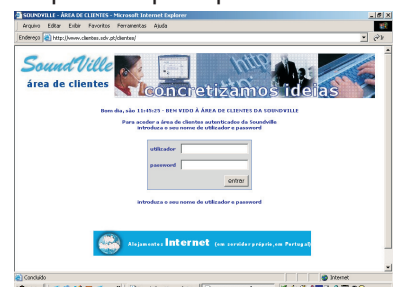 SOUNDVILLE - ÁREA DE CLIENTES - Microsoft Internet Explorer
Arquivo Editar Exibir Favoritos Ferramentas Ajuda
Endereço http://www.clientes.sdv.pt/clientes/
SoundVille
área de clientes
http:
concretizamos ideias
Bom dia, são 11:45:25 - BEM VIDO À ÁREA DE CLIENTES DA SOUNDVILLE
Para aceder a área de clientes autenticados da Soundville
introduza o seu nome de utilizador e password
utilizador
password
entrar
introduza o seu nome de utilizador e password
Alojamentos internet (em servidor próprio, em Portugal)
Concluído
Internet